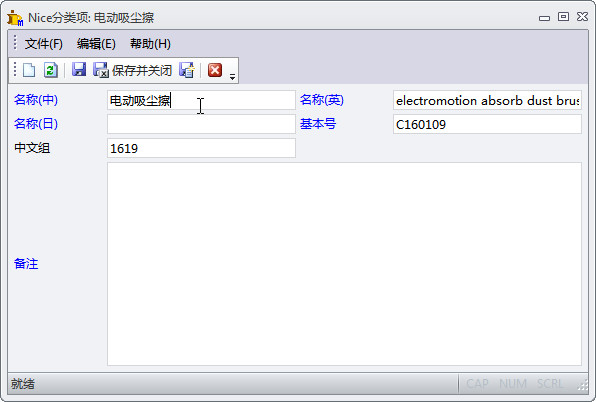 Nice分类项: 电动吸尘擦
文件(F) 编辑(E) 帮助(H)
保存并关闭
名称(中) 电动吸尘擦 名称(英) electromotion absorb dust brus
名称(日) 基本号 C160109
中文组 1619
备注
就绪 CAP NUM SCRL